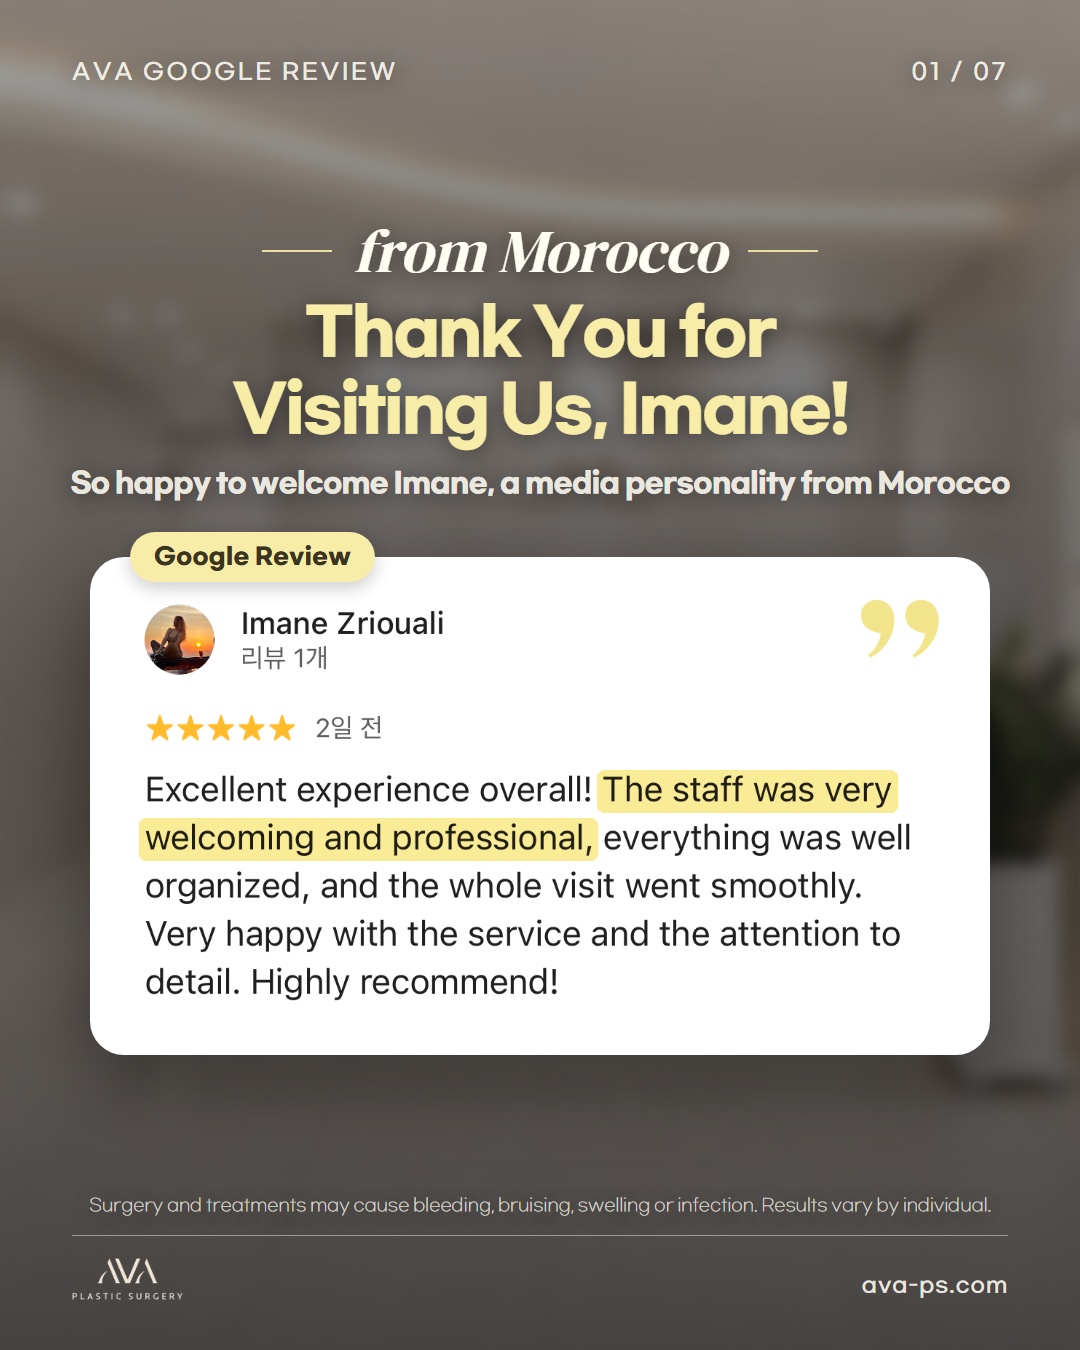 AVA GOOGLE REVIEW
01 / 07
from Morocco
Thank You for
Visiting Us, Imane!
So happy to welcome Imane, a media personality from Morocco
Google Review
Imane Zriouali
리뷰 1개
2일 전
Excellent experience overall! The staff was very
welcoming and professional, everything was well
organized, and the whole visit went smoothly.
Very happy with the service and the attention to
detail. Highly recommend!
Surgery and treatments may cause bleeding, bruising, swelling or infection. Results vary by individual.
AVA
PLASTIC SURGERY
ava-ps.com